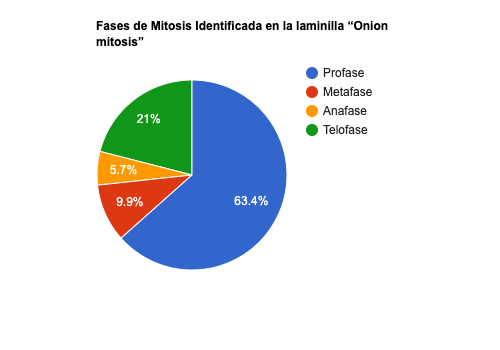 Fases de Mitosis Identificada en la laminilla “Onion
mitosis”
Profase
Metafase
Anafase
Telofase
21%
5.7%
9.9%
63.4%